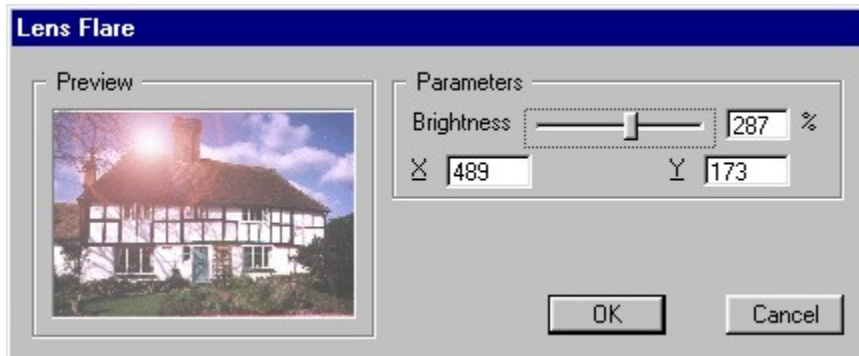 Lens Flare
Preview
Parameters
Brightness 287 %
X 489 Y 173
OK Cancel